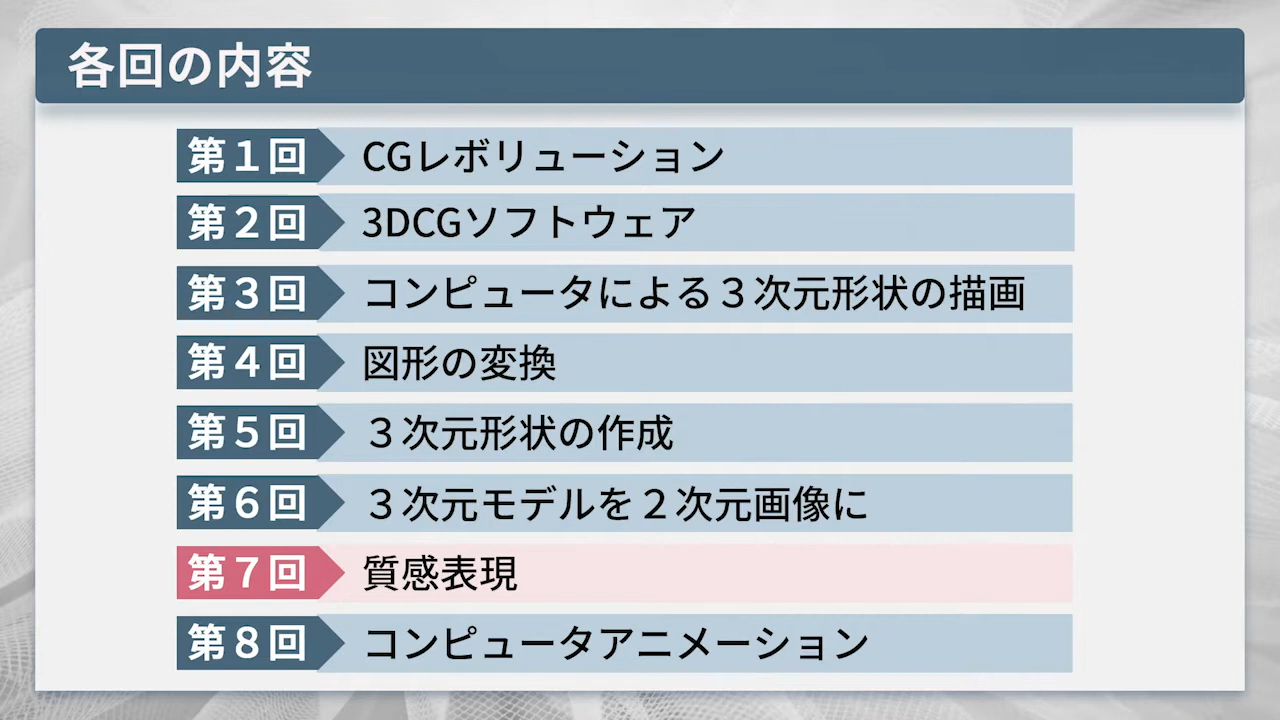 各回の内容
第１回 CGレボリューション
第２回 3DCGソフトウェア
第３回 コンピュータによる３次元形状の描画
第４回 図形の変換
第５回 ３次元形状の作成
第６回 ３次元モデルを２次元画像に
第７回 質感表現
第８回 コンピュータアニメーション